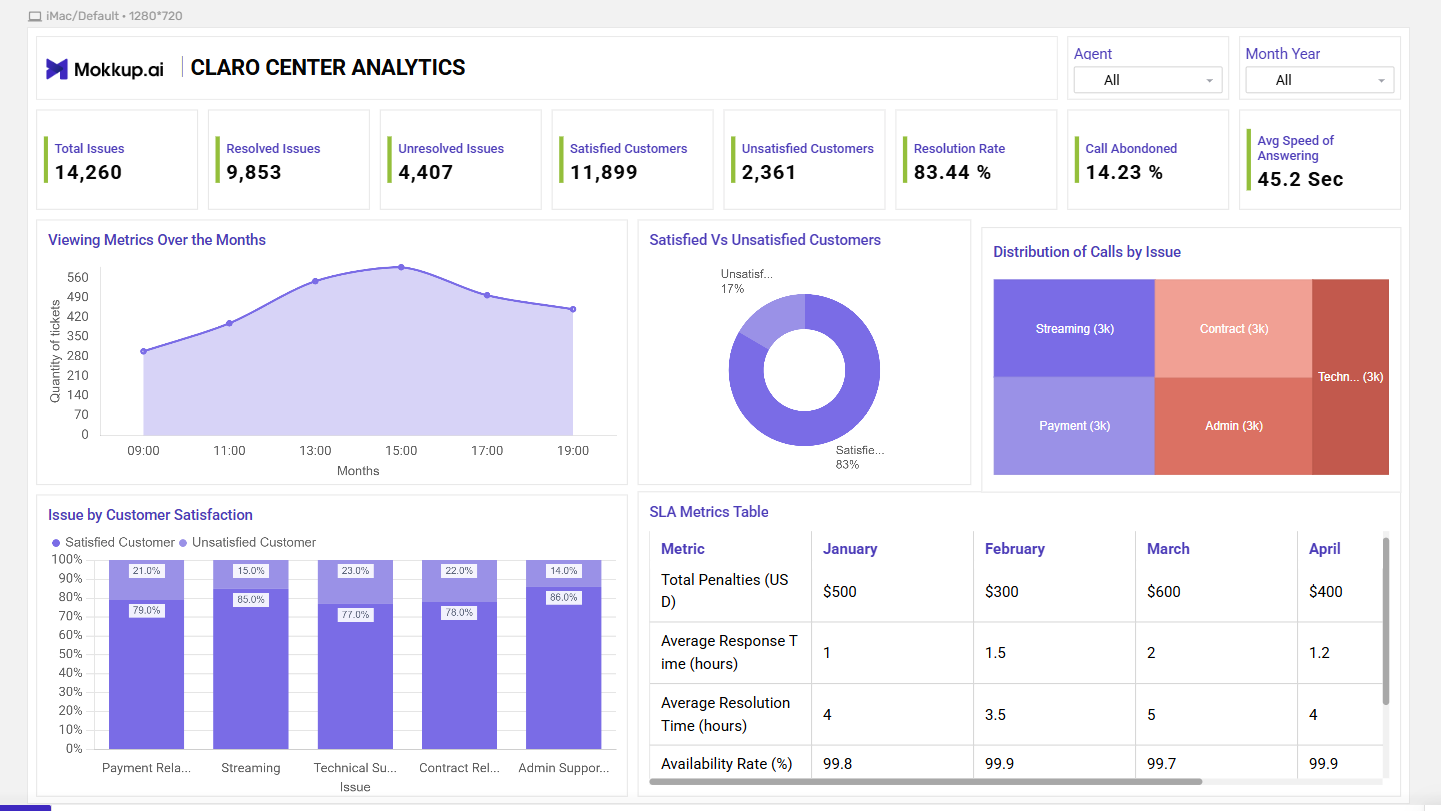 iMac/Default • 1280*720
Mokkup.ai
CLARO CENTER ANALYTICS
Agent
All
Month Year
All
Total Issues
14,260
Resolved Issues
9,853
Unresolved Issues
4,407
Satisfied Customers
11,899
Unsatisfied Customers
2,361
Resolution Rate
83.44 %
Call Abondoned
14.23 %
Avg Speed of
Answering
45.2 Sec
Viewing Metrics Over the Months
Quantity of tickets
560
490
420
350
280
210
140
70
0
09:00 11:00 13:00 15:00 17:00 19:00
Months
Satisfied Vs Unsatisfied Customers
Unsatisf...
17%
Satisfie...
83%
Distribution of Calls by Issue
Streaming (3k)
Contract (3k)
Techn... (3k)
Payment (3k)
Admin (3k)
Issue by Customer Satisfaction
Satisfied Customer Unsatisfied Customer
100%
90%
80%
70%
60%
50%
40%
30%
20%
10%
0%
21.0% 15.0% 23.0% 22.0% 14.0%
79.0% 85.0% 77.0% 78.0% 86.0%
Payment Rela... Streaming Technical Su... Contract Rel... Admin Suppor...
Issue
SLA Metrics Table
Metric January February March April
Total Penalties (US
D) $500 $300 $600 $400
Average Response T
ime (hours) 1 1.5 2 1.2
Average Resolution
Time (hours) 4 3.5 5 4
Availability Rate (%) 99.8 99.9 99.7 99.9